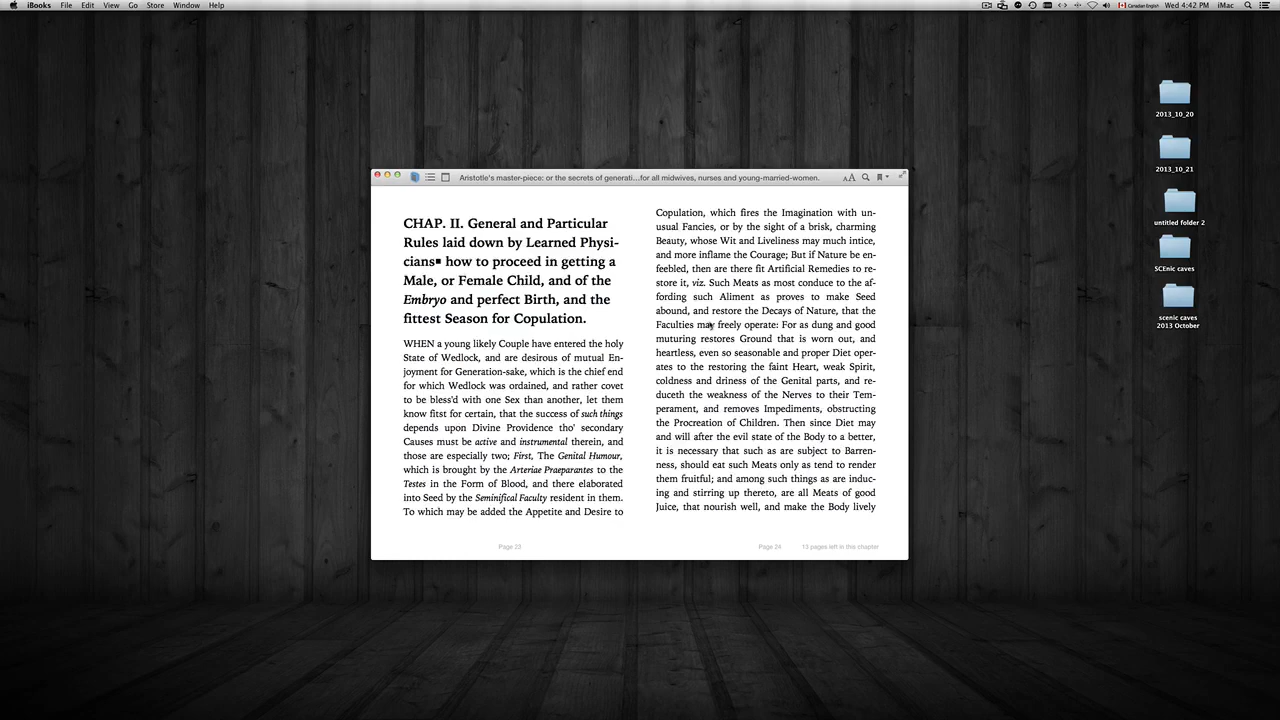 iBooks File Edit View Go Store Window Help
Canadian English Wed 4:42 PM iMac
2013_10_20
2013_10_21
untitled folder 2
SCEnic caves
scenic caves
2013 October
Aristotle's master-piece: or the secrets of generati...for all midwives, nurses and young-married-women.
AA
CHAP. II. General and Particular
Rules laid down by Learned Physi-
cians▪ how to proceed in getting a
Male, or Female Child, and of the
Embryo and perfect Birth, and the
fittest Season for Copulation.
WHEN a young likely Couple have entered the holy
State of Wedlock, and are desirous of mutual En-
joyment for Generation-sake, which is the chief end
for which Wedlock was ordained, and rather covet
to be bless'd with one Sex than another, let them
know fitst for certain, that the success of such things
depends upon Divine Providence tho' secondary
Causes must be active and instrumental therein, and
those are especially two; First, The Genital Humour,
which is brought by the Arteriae Praeparantes to the
Testes in the Form of Blood, and there elaborated
into Seed by the Seminifical Faculty resident in them.
To which may be added the Appetite and Desire to
Copulation, which fires the Imagination with un-
usual Fancies, or by the sight of a brisk, charming
Beauty, whose Wit and Liveliness may much intice,
and more inflame the Courage; But if Nature be en-
feebled, then are there fit Artificial Remedies to re-
store it, viz. Such Meats as most conduce to the af-
fording such Aliment as proves to make Seed
abound, and restore the Decays of Nature, that the
Faculties may freely operate: For as dung and good
muturing restores Ground that is worn out, and
heartless, even so seasonable and proper Diet oper-
ates to the restoring the faint Heart, weak Spirit,
coldness and driness of the Genital parts, and re-
duceth the weakness of the Nerves to their Tem-
perament, and removes Impediments, obstructing
the Procreation of Children. Then since Diet may
and will after the evil state of the Body to a better,
it is necessary that such as are subject to Barren-
ness, should eat such Meats only as tend to render
them fruitful; and among such things as are induc-
ing and stirring up thereto, are all Meats of good
Juice, that nourish well, and make the Body lively
Page 23
Page 24 13 pages left in this chapter